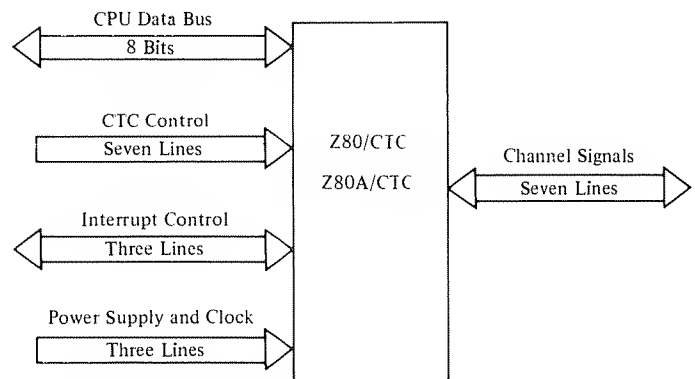 CPU Data Bus
8 Bits
CTC Control
Seven Lines
Interrupt Control
Three Lines
Power Supply and Clock
Three Lines
Z80/CTC
Z80A/CTC
Channel Signals
Seven Lines